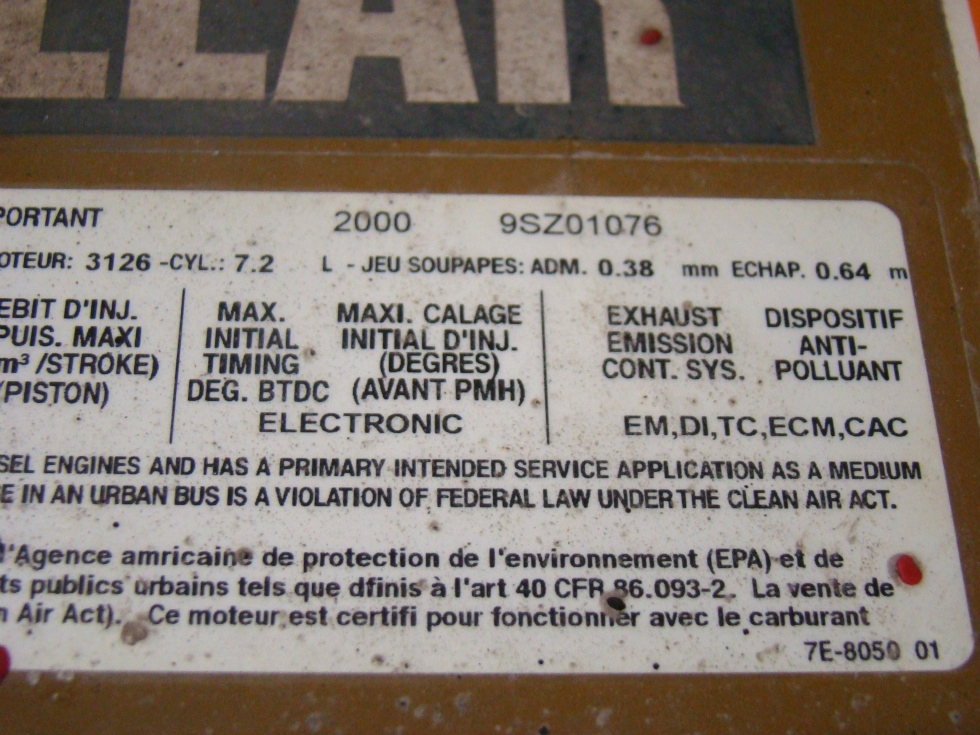 LLAR
PORTANT 2000 9SZ01076
OTEUR: 3126 -CYL.: 7.2 L - JEU SOUPAPES: ADM. 0.38 mm ECHAP. 0.64 m
EBIT D'INJ. MAX. MAXI. CALAGE EXHAUST DISPOSITIF
PUIS. MAXI INITIAL INITIAL D'INJ. EMISSION ANTI-
m³ /STROKE) TIMING (DEGRES) CONT. SYS. POLLUANT
(PISTON) DEG. BTDC (AVANT PMH)
ELECTRONIC EM,DI,TC,ECM,CAC
SEL ENGINES AND HAS A PRIMARY INTENDED SERVICE APPLICATION AS A MEDIUM
E IN AN URBAN BUS IS A VIOLATION OF FEDERAL LAW UNDER THE CLEAN AIR ACT.
l'Agence amricaine de protection de l'environnement (EPA) et de
ts publics urbains tels que dfinis à l'art 40 CFR 86.093-2. La vente de
n Air Act). Ce moteur est certifi pour fonctionner avec le carburant
7E-8050 01